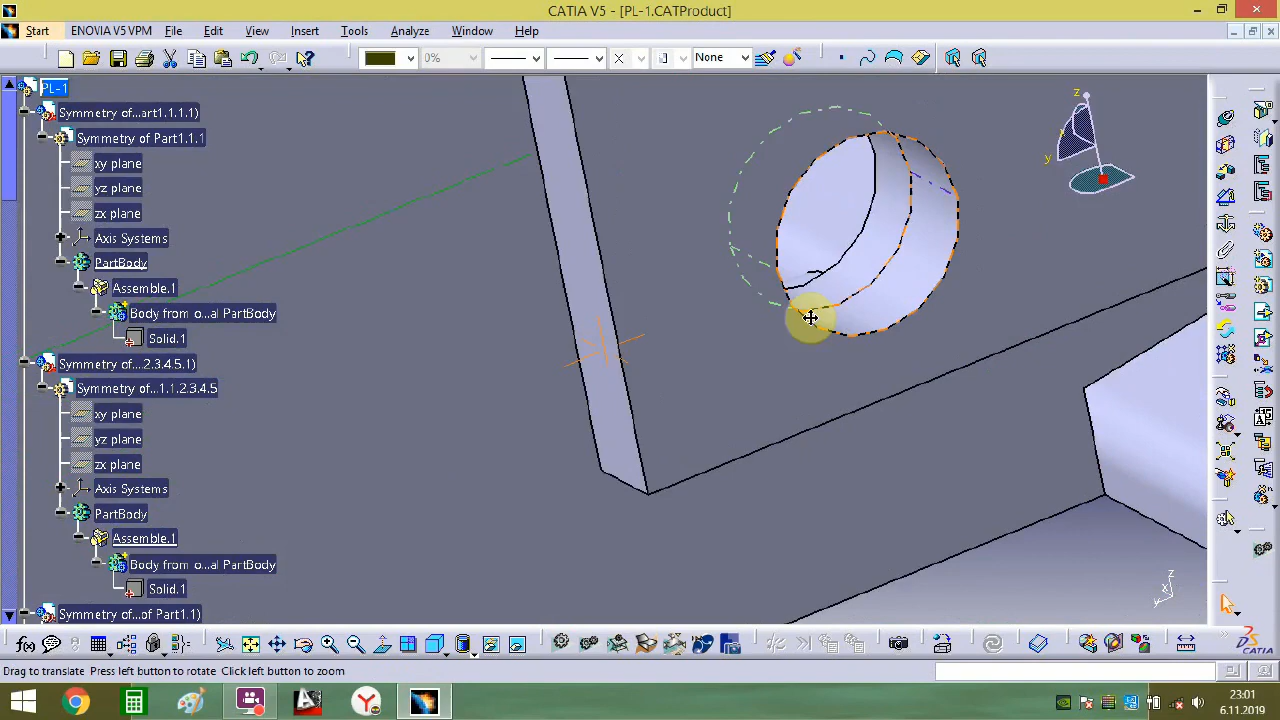 CATIA V5 - [PL-1.CATProduct]
Start ENOVIA V5 VPM File Edit View Insert Tools Analyze Window Help
0% None
PL-1
Symmetry of...art1.1.1.1)
Symmetry of Part1.1.1
xy plane
yz plane
zx plane
Axis Systems
PartBody
Assemble.1
Body from o...al PartBody
Solid.1
Symmetry of...2.3.4.5.1)
Symmetry of...1.1.2.3.4.5
xy plane
yz plane
zx plane
Axis Systems
PartBody
Assemble.1
Body from o...al PartBody
Solid.1
Symmetry of...of Part1.1)
z
x
y
z
x
y
f(x)
CATIA
Drag to translate Press left button to rotate Click left button to zoom
23:01
6.11.2019